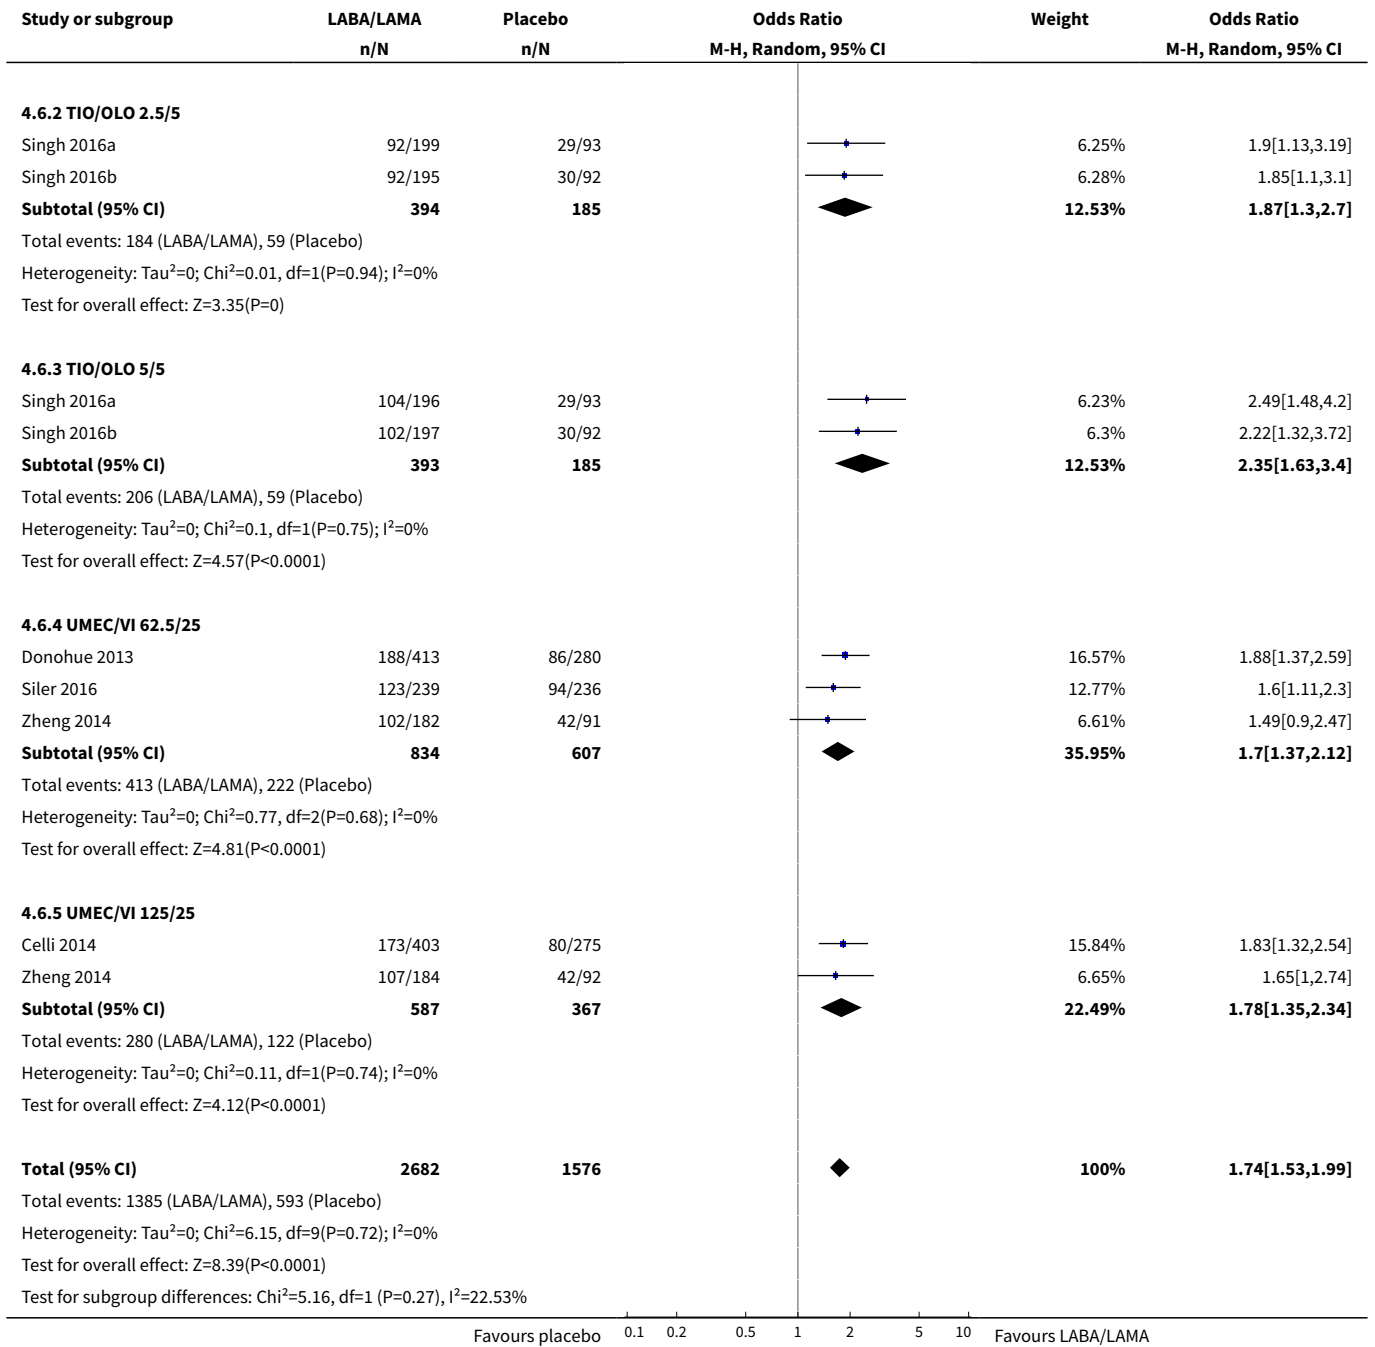 Study or subgroup LABA/LAMA Placebo Odds Ratio Weight Odds Ratio
n/N n/N M-H, Random, 95% CI M-H, Random, 95% CI
4.6.2 TIO/OLO 2.5/5
Singh 2016a 92/199 29/93 6.25% 1.9[1.13,3.19]
Singh 2016b 92/195 30/92 6.28% 1.85[1.1,3.1]
Subtotal (95% CI) 394 185 12.53% 1.87[1.3,2.7]
Total events: 184 (LABA/LAMA), 59 (Placebo)
Heterogeneity: Tau²=0; Chi²=0.01, df=1(P=0.94); I²=0%
Test for overall effect: Z=3.35(P=0)
4.6.3 TIO/OLO 5/5
Singh 2016a 104/196 29/93 6.23% 2.49[1.48,4.2]
Singh 2016b 102/197 30/92 6.3% 2.22[1.32,3.72]
Subtotal (95% CI) 393 185 12.53% 2.35[1.63,3.4]
Total events: 206 (LABA/LAMA), 59 (Placebo)
Heterogeneity: Tau²=0; Chi²=0.1, df=1(P=0.75); I²=0%
Test for overall effect: Z=4.57(P<0.0001)
4.6.4 UMEC/VI 62.5/25
Donohue 2013 188/413 86/280 16.57% 1.88[1.37,2.59]
Siler 2016 123/239 94/236 12.77% 1.6[1.11,2.3]
Zheng 2014 102/182 42/91 6.61% 1.49[0.9,2.47]
Subtotal (95% CI) 834 607 35.95% 1.7[1.37,2.12]
Total events: 413 (LABA/LAMA), 222 (Placebo)
Heterogeneity: Tau²=0; Chi²=0.77, df=2(P=0.68); I²=0%
Test for overall effect: Z=4.81(P<0.0001)
4.6.5 UMEC/VI 125/25
Celli 2014 173/403 80/275 15.84% 1.83[1.32,2.54]
Zheng 2014 107/184 42/92 6.65% 1.65[1,2.74]
Subtotal (95% CI) 587 367 22.49% 1.78[1.35,2.34]
Total events: 280 (LABA/LAMA), 122 (Placebo)
Heterogeneity: Tau²=0; Chi²=0.11, df=1(P=0.74); I²=0%
Test for overall effect: Z=4.12(P<0.0001)
Total (95% CI) 2682 1576 100% 1.74[1.53,1.99]
Total events: 1385 (LABA/LAMA), 593 (Placebo)
Heterogeneity: Tau²=0; Chi²=6.15, df=9(P=0.72); I²=0%
Test for overall effect: Z=8.39(P<0.0001)
Test for subgroup differences: Chi²=5.16, df=1 (P=0.27), I²=22.53%
Favours placebo 0.1 0.2 0.5 1 2 5 10 Favours LABA/LAMA